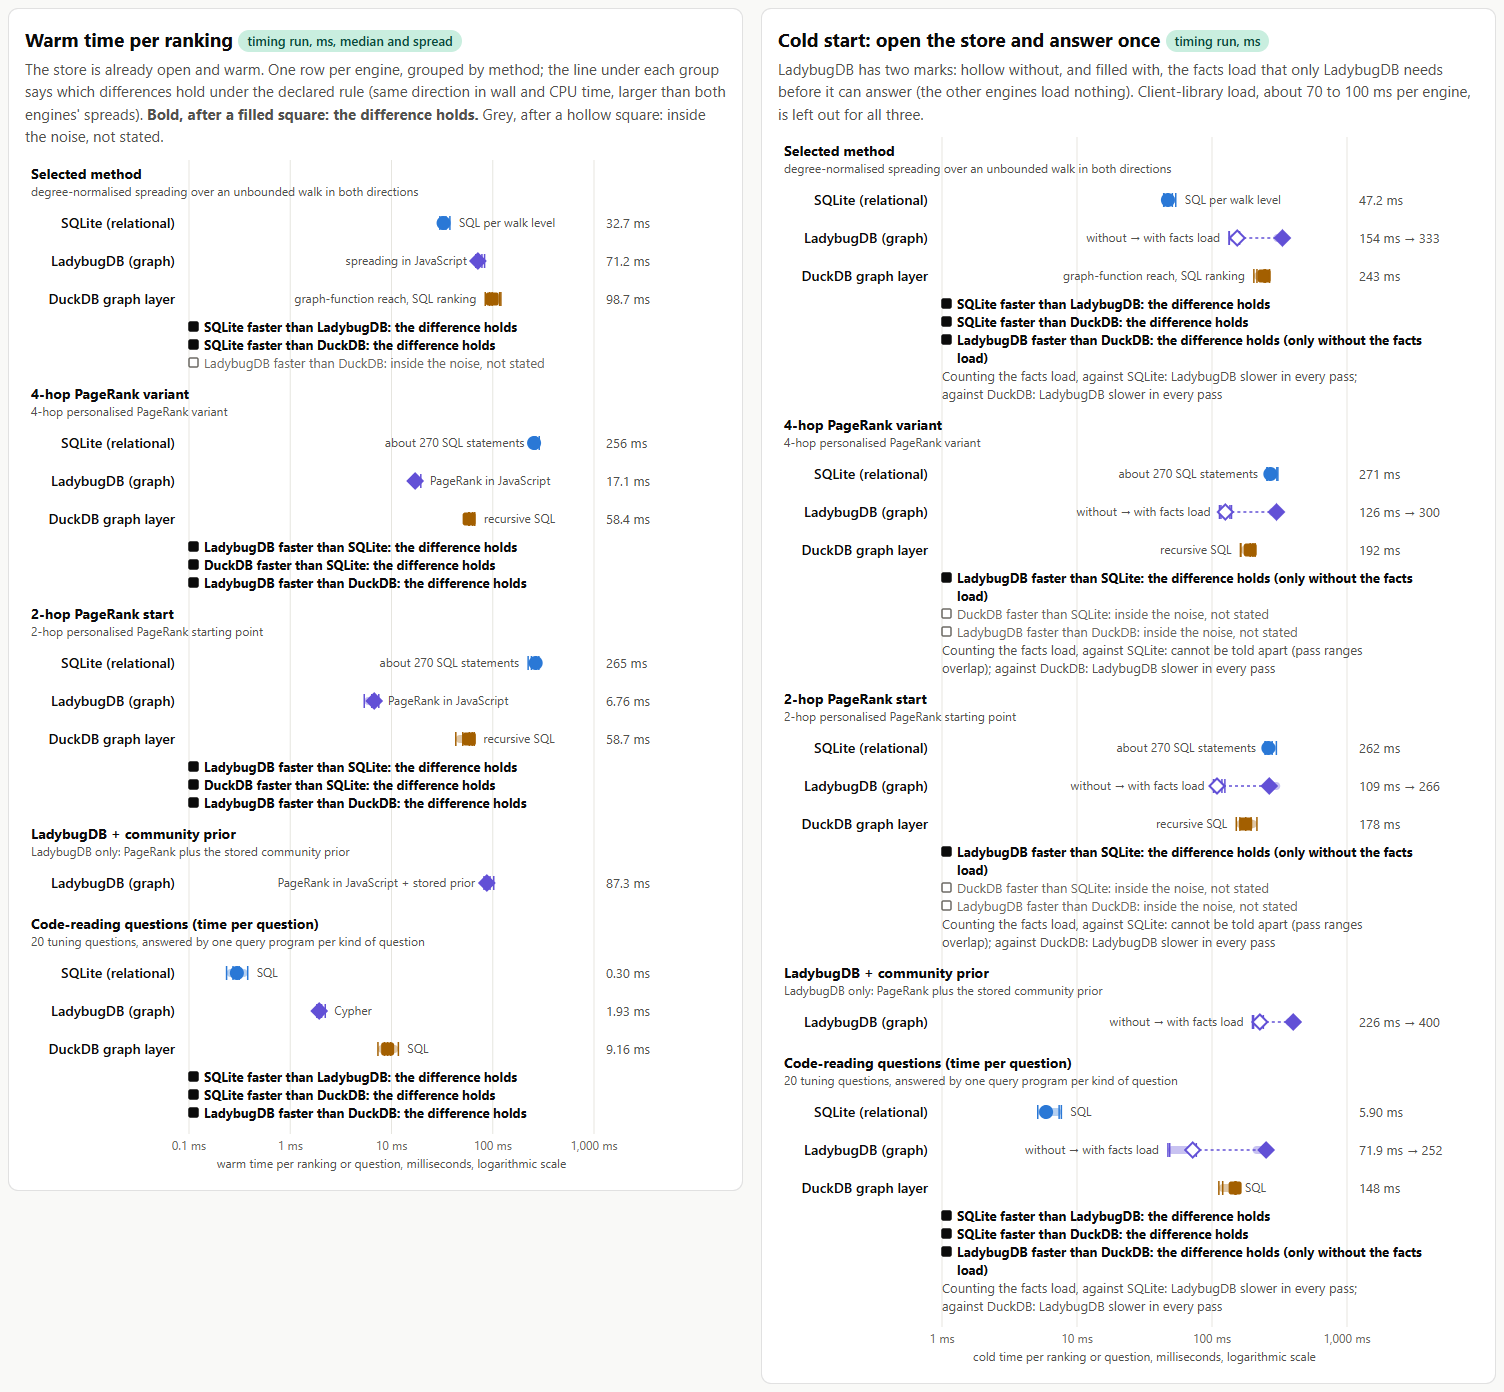 Warm time per ranking timing run, ms, median and spread
The store is already open and warm. One row per engine, grouped by method; the line under each group
says which differences hold under the declared rule (same direction in wall and CPU time, larger than both
engines' spreads). Bold, after a filled square: the difference holds. Grey, after a hollow square: inside
the noise, not stated.
Selected method
degree-normalised spreading over an unbounded walk in both directions
SQLite (relational) SQL per walk level 32.7 ms
LadybugDB (graph) spreading in JavaScript 71.2 ms
DuckDB graph layer graph-function reach, SQL ranking 98.7 ms
SQLite faster than LadybugDB: the difference holds
SQLite faster than DuckDB: the difference holds
LadybugDB faster than DuckDB: inside the noise, not stated
4-hop PageRank variant
4-hop personalised PageRank variant
SQLite (relational) about 270 SQL statements 256 ms
LadybugDB (graph) PageRank in JavaScript 17.1 ms
DuckDB graph layer recursive SQL 58.4 ms
LadybugDB faster than SQLite: the difference holds
DuckDB faster than SQLite: the difference holds
LadybugDB faster than DuckDB: the difference holds
2-hop PageRank start
2-hop personalised PageRank starting point
SQLite (relational) about 270 SQL statements 265 ms
LadybugDB (graph) PageRank in JavaScript 6.76 ms
DuckDB graph layer recursive SQL 58.7 ms
LadybugDB faster than SQLite: the difference holds
DuckDB faster than SQLite: the difference holds
LadybugDB faster than DuckDB: the difference holds
LadybugDB + community prior
LadybugDB only: PageRank plus the stored community prior
LadybugDB (graph) PageRank in JavaScript + stored prior 87.3 ms
Code-reading questions (time per question)
20 tuning questions, answered by one query program per kind of question
SQLite (relational) SQL 0.30 ms
LadybugDB (graph) Cypher 1.93 ms
DuckDB graph layer SQL 9.16 ms
SQLite faster than LadybugDB: the difference holds
SQLite faster than DuckDB: the difference holds
LadybugDB faster than DuckDB: the difference holds
0.1 ms 1 ms 10 ms 100 ms 1,000 ms
warm time per ranking or question, milliseconds, logarithmic scale
Cold start: open the store and answer once timing run, ms
LadybugDB has two marks: hollow without, and filled with, the facts load that only LadybugDB needs
before it can answer (the other engines load nothing). Client-library load, about 70 to 100 ms per engine,
is left out for all three.
Selected method
degree-normalised spreading over an unbounded walk in both directions
SQLite (relational) SQL per walk level 47.2 ms
LadybugDB (graph) without → with facts load 154 ms → 333
DuckDB graph layer graph-function reach, SQL ranking 243 ms
SQLite faster than LadybugDB: the difference holds
SQLite faster than DuckDB: the difference holds
LadybugDB faster than DuckDB: the difference holds (only without the facts
load)
Counting the facts load, against SQLite: LadybugDB slower in every pass;
against DuckDB: LadybugDB slower in every pass
4-hop PageRank variant
4-hop personalised PageRank variant
SQLite (relational) about 270 SQL statements 271 ms
LadybugDB (graph) without → with facts load 126 ms → 300
DuckDB graph layer recursive SQL 192 ms
LadybugDB faster than SQLite: the difference holds (only without the facts
load)
DuckDB faster than SQLite: inside the noise, not stated
LadybugDB faster than DuckDB: inside the noise, not stated
Counting the facts load, against SQLite: cannot be told apart (pass ranges
overlap); against DuckDB: LadybugDB slower in every pass
2-hop PageRank start
2-hop personalised PageRank starting point
SQLite (relational) about 270 SQL statements 262 ms
LadybugDB (graph) without → with facts load 109 ms → 266
DuckDB graph layer recursive SQL 178 ms
LadybugDB faster than SQLite: the difference holds (only without the facts
load)
DuckDB faster than SQLite: inside the noise, not stated
LadybugDB faster than DuckDB: inside the noise, not stated
Counting the facts load, against SQLite: cannot be told apart (pass ranges
overlap); against DuckDB: LadybugDB slower in every pass
LadybugDB + community prior
LadybugDB only: PageRank plus the stored community prior
LadybugDB (graph) without → with facts load 226 ms → 400
Code-reading questions (time per question)
20 tuning questions, answered by one query program per kind of question
SQLite (relational) SQL 5.90 ms
LadybugDB (graph) without → with facts load 71.9 ms → 252
DuckDB graph layer SQL 148 ms
SQLite faster than LadybugDB: the difference holds
SQLite faster than DuckDB: the difference holds
LadybugDB faster than DuckDB: the difference holds (only without the facts
load)
Counting the facts load, against SQLite: LadybugDB slower in every pass;
against DuckDB: LadybugDB slower in every pass
1 ms 10 ms 100 ms 1,000 ms
cold time per ranking or question, milliseconds, logarithmic scale